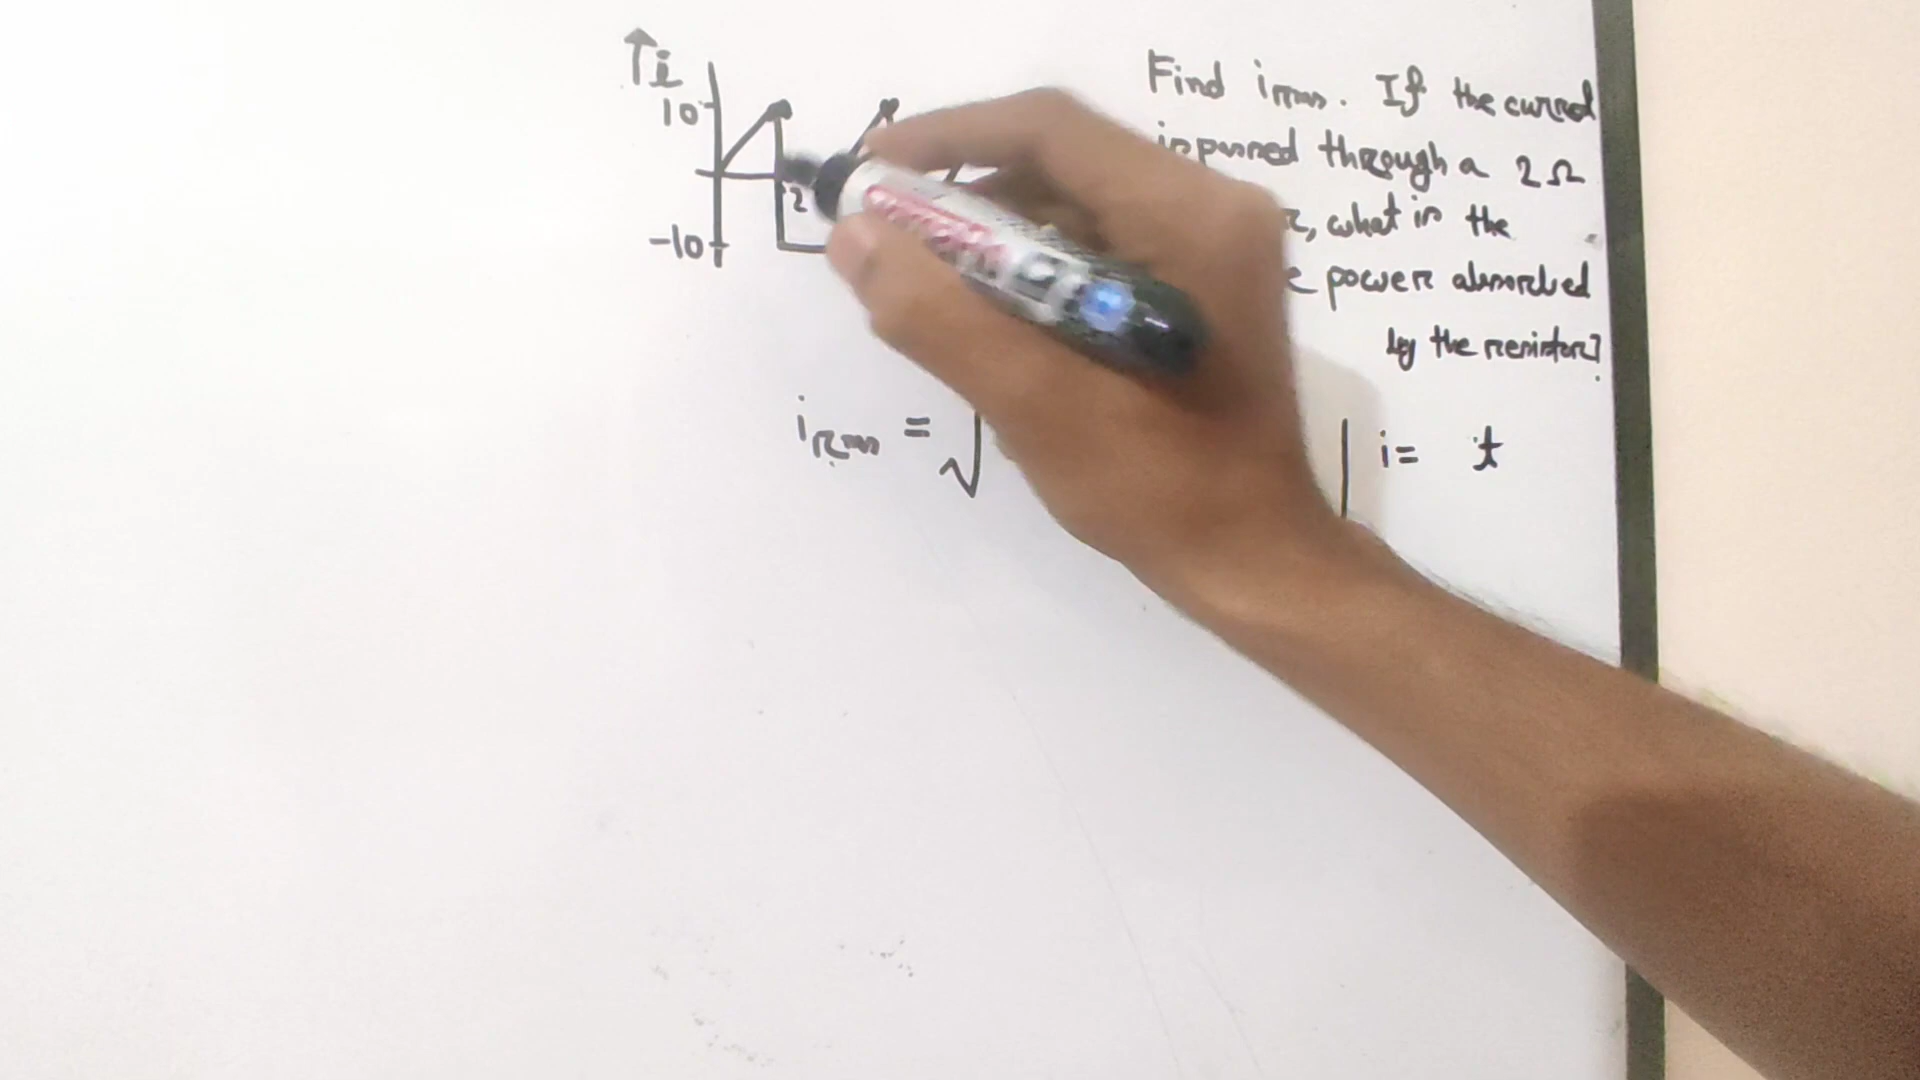 i
10
2
-10
Find irms. If the current
is passed through a 2Ω
, what is the
power absorbed
by the resistor?
irms = √
i= t